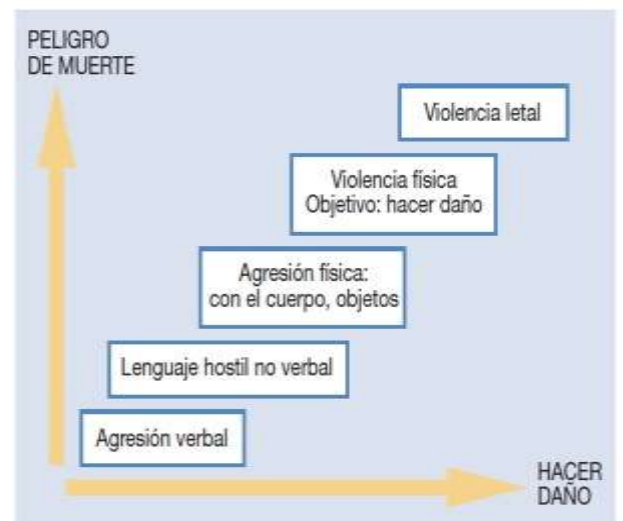 PELIGRO
DE MUERTE
Violencia letal
Violencia física
Objetivo: hacer daño
Agresión física:
con el cuerpo, objetos
Lenguaje hostil no verbal
Agresión verbal
HACER
DAÑO